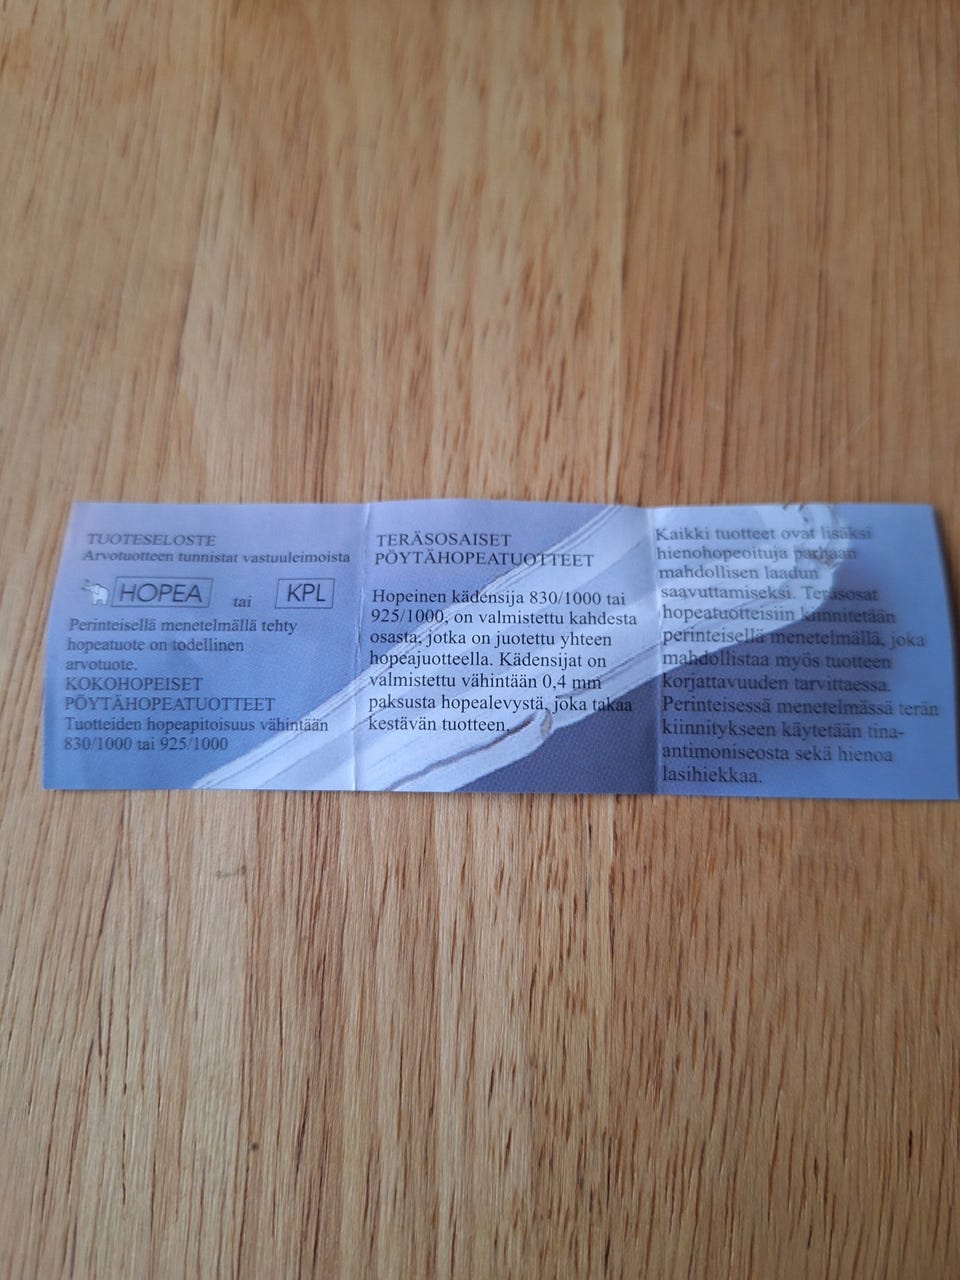 TUOTESELOSTE
Arvotuotteen tunnistat vastuuleimoista
HOPEA tai KPL
Perinteisellä menetelmällä tehty
hopeatuote on todellinen
arvotuote.
KOKOHOPEISET
PÖYTÄHOPEATUOTTEET
Tuotteiden hopeapitoisuus vähintään
830/1000 tai 925/1000
TERÄSOSAISET
PÖYTÄHOPEATUOTTEET
Hopeinen kädensija 830/1000 tai
925/1000, on valmistettu kahdesta
osasta, jotka on juotettu yhteen
hopeajuotteella. Kädensijat on
valmistettu vähintään 0,4 mm
paksusta hopealevystä, joka takaa
kestävän tuotteen.
Kaikki tuotteet ovat lisäksi
hienohopeoituja parhaan
mahdollisen laadun
saavuttamiseksi. Teräsosat
hopeatuotteisiin kiinnitetään
perinteisellä menetelmällä, joka
mahdollistaa myös tuotteen
korjattavuuden tarvittaessa.
Perinteisessä menetelmässä terän
kiinnitykseen käytetään tina-
antimoniseosta sekä hienoa
lasihiekkaa.